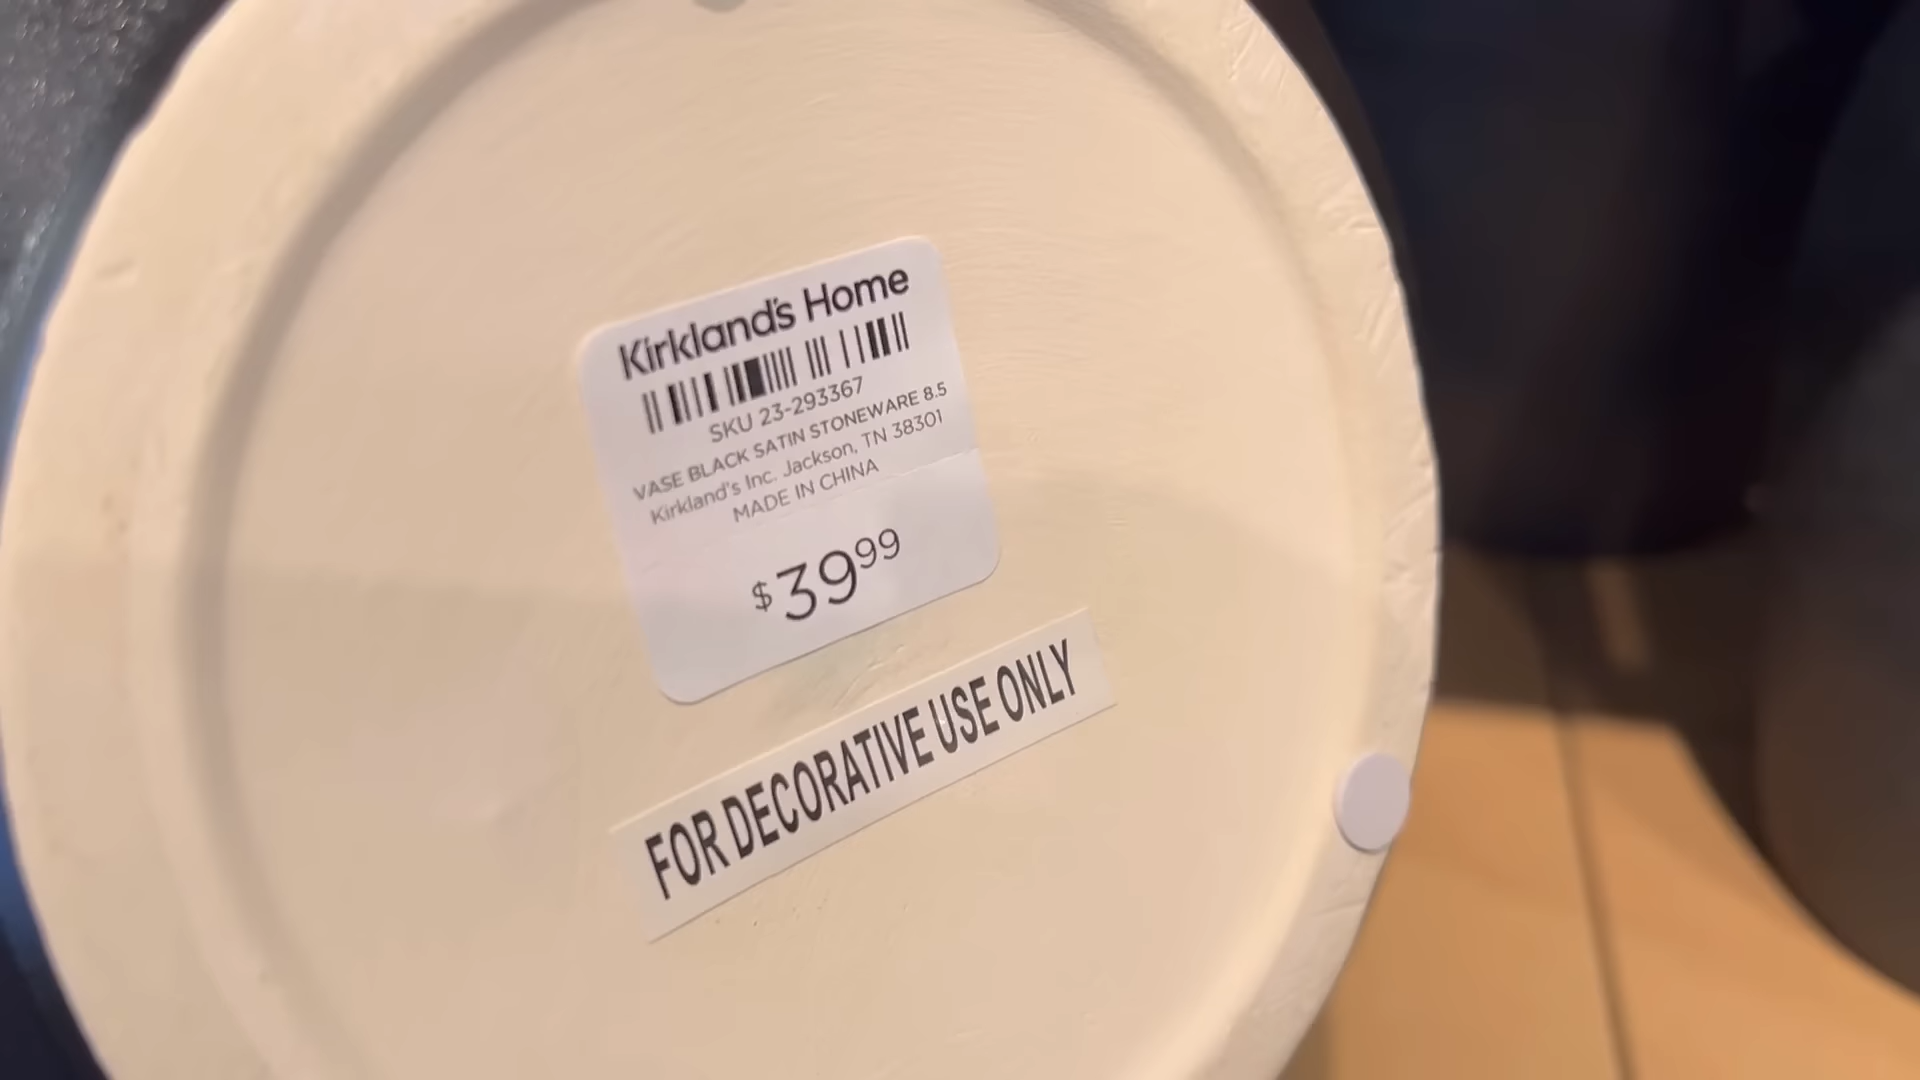 Kirkland's Home
SKU 23-293367
VASE BLACK SATIN STONEWARE 8.5
Kirkland's Inc. Jackson, TN 38301
MADE IN CHINA
$39.99
FOR DECORATIVE USE ONLY